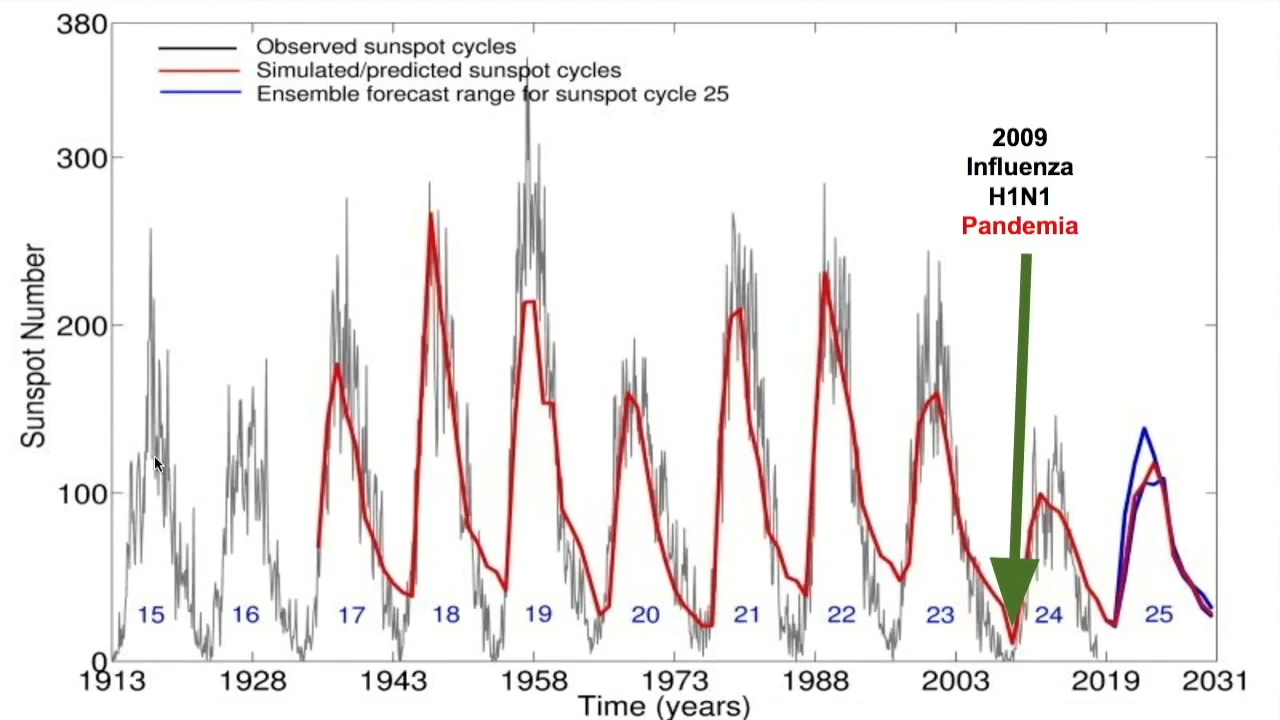 380
Observed sunspot cycles
Simulated/predicted sunspot cycles
Ensemble forecast range for sunspot cycle 25
2009
Influenza
H1N1
Pandemia
300
200
100
0
Sunspot Number
15 16 17 18 19 20 21 22 23 24 25
1913 1928 1943 1958 1973 1988 2003 2019 2031
Time (years)